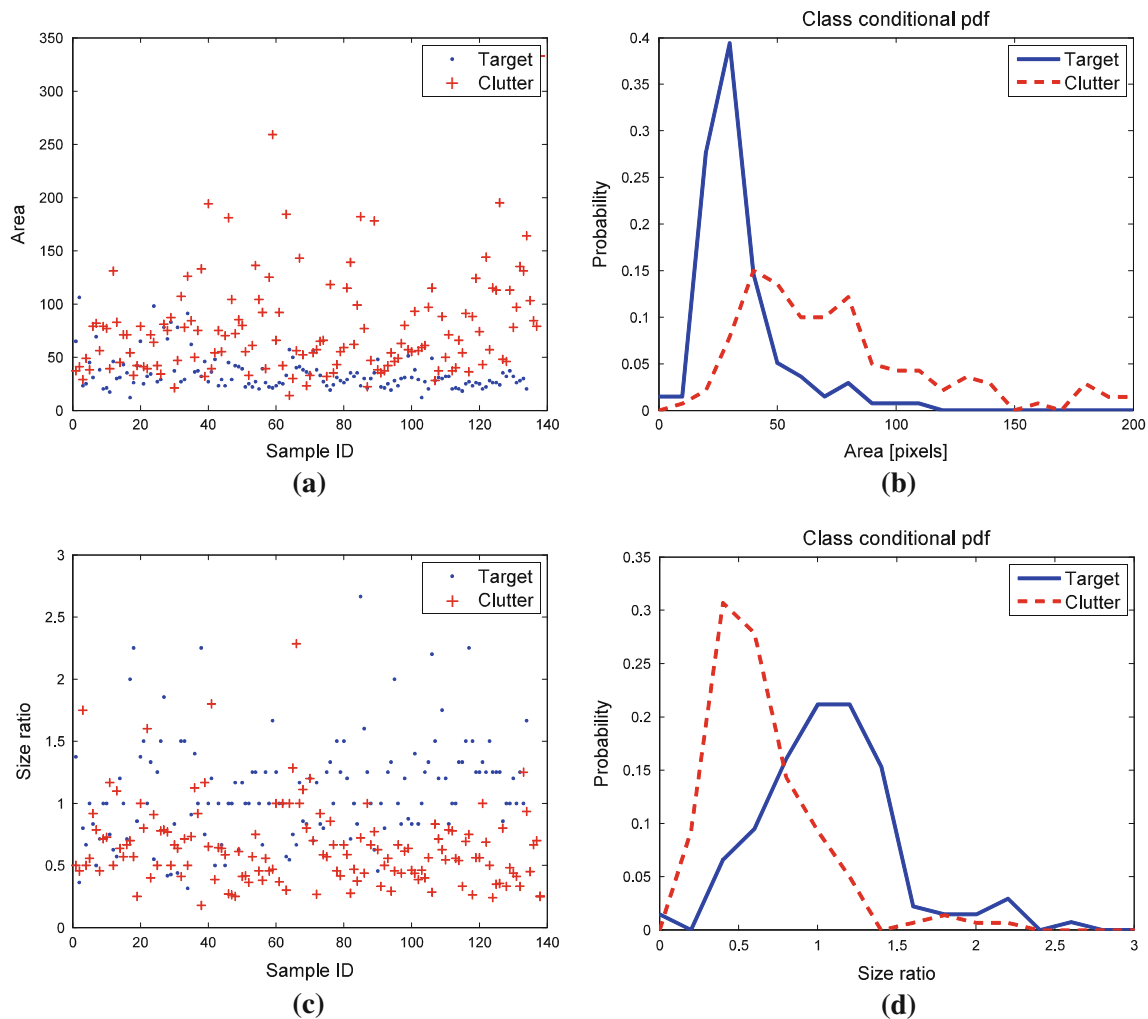 350
300
250
200
150
100
50
0
Area
0 20 40 60 80 100 120 140
Sample ID
Target
Clutter
(a)
Class conditional pdf
0.4
0.35
0.3
0.25
0.2
0.15
0.1
0.05
0
Probability
0 50 100 150 200
Area [pixels]
Target
Clutter
(b)
3
2.5
2
1.5
1
0.5
0
Size ratio
0 20 40 60 80 100 120 140
Sample ID
Target
Clutter
(c)
Class conditional pdf
0.35
0.3
0.25
0.2
0.15
0.1
0.05
0
Probability
0 0.5 1 1.5 2 2.5 3
Size ratio
Target
Clutter
(d)